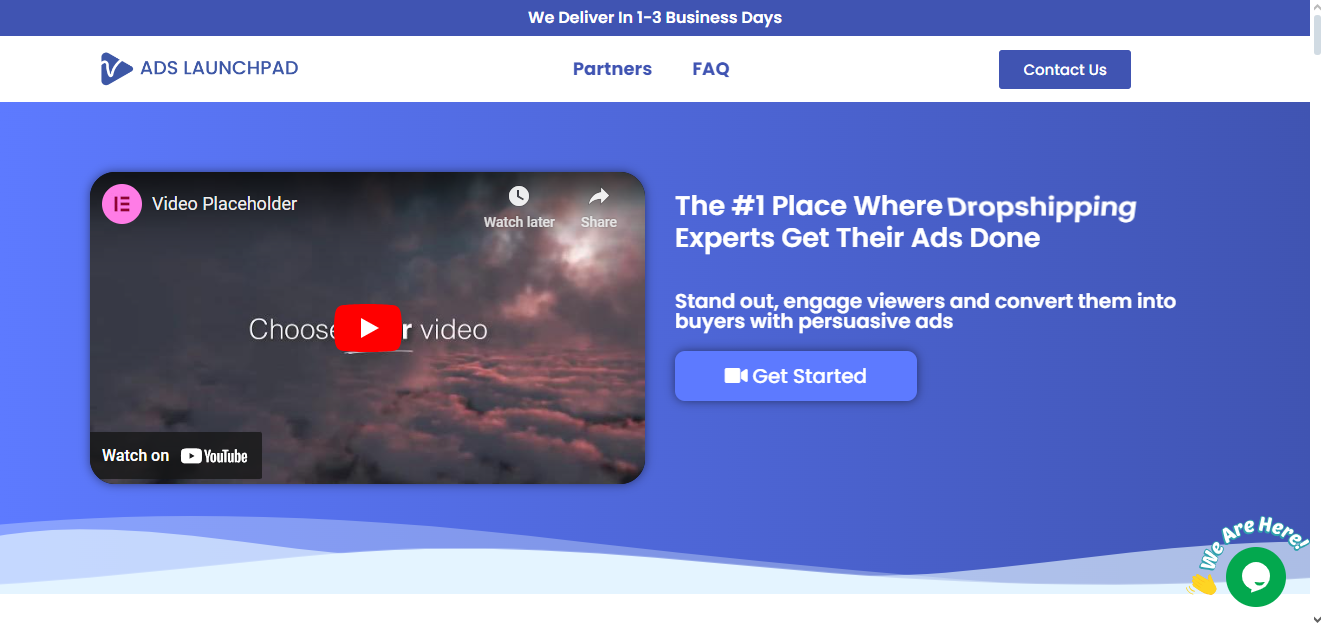 We Deliver In 1-3 Business Days
ADS LAUNCHPAD
Partners
FAQ
Contact Us
Video Placeholder
Watch later
Share
Choose r video
Watch on YouTube
The #1 Place Where Dropshipping
Experts Get Their Ads Done
Stand out, engage viewers and convert them into
buyers with persuasive ads
Get Started
We Are Here!